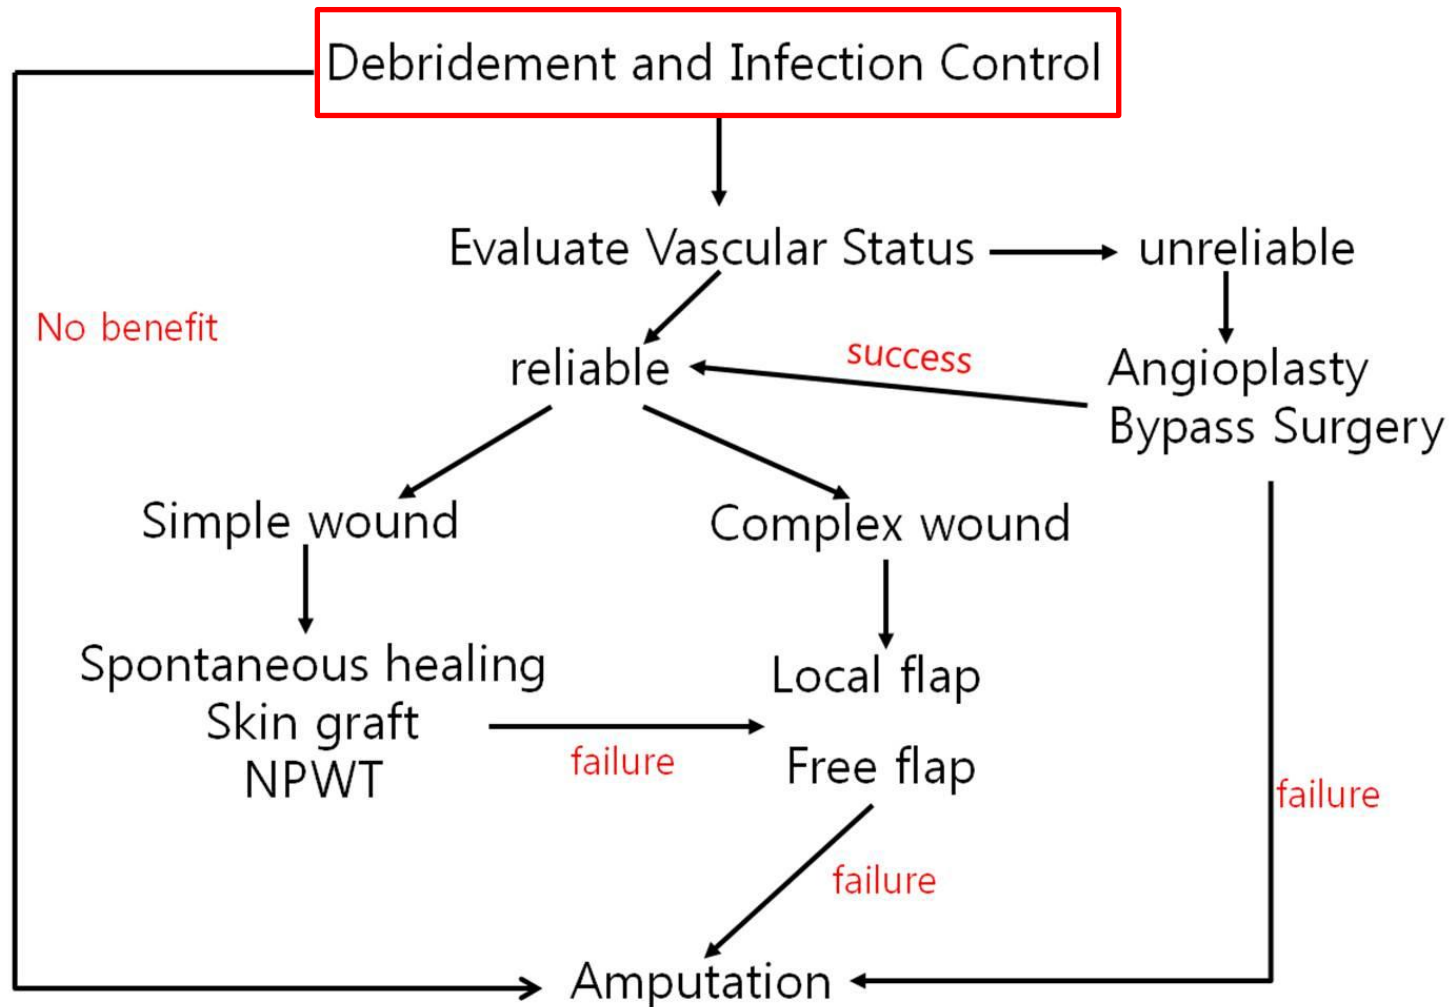 Debridement and Infection Control
Evaluate Vascular Status
unreliable
No benefit
reliable
success
Angioplasty
Bypass Surgery
Simple wound
Complex wound
Spontaneous healing
Skin graft
NPWT
failure
Local flap
Free flap
failure
failure
Amputation